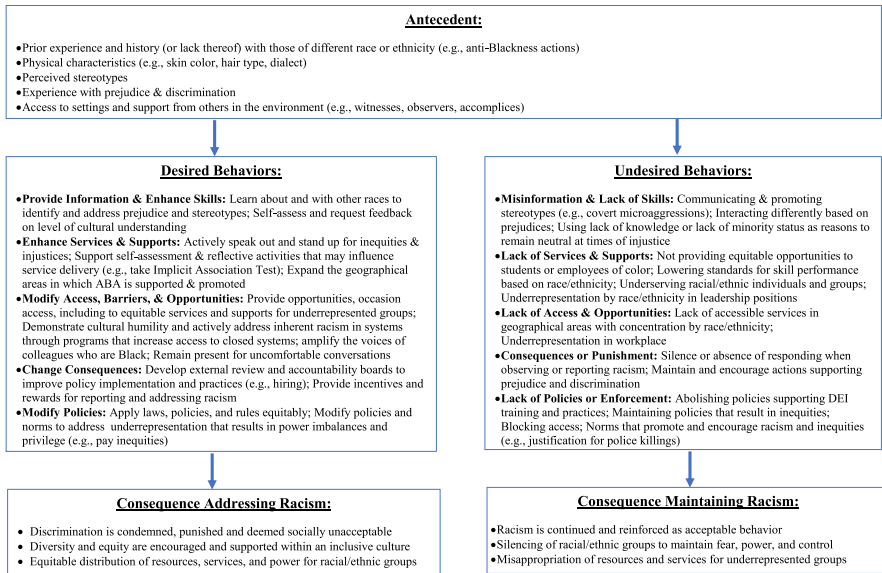 Antecedent:
•Prior experience and history (or lack thereof) with those of different race or ethnicity (e.g., anti-Blackness actions)
•Physical characteristics (e.g., skin color, hair type, dialect)
•Perceived stereotypes
•Experience with prejudice & discrimination
•Access to settings and support from others in the environment (e.g., witnesses, observers, accomplices)
Desired Behaviors:
•Provide Information & Enhance Skills: Learn about and with other races to
identify and address prejudice and stereotypes; Self-assess and request feedback
on level of cultural understanding
•Enhance Services & Supports: Actively speak out and stand up for inequities &
injustices; Support self-assessment & reflective activities that may influence
service delivery (e.g., take Implicit Association Test); Expand the geographical
areas in which ABA is supported & promoted
•Modify Access, Barriers, & Opportunities: Provide opportunities, occasion
access, including to equitable services and supports for underrepresented groups;
Demonstrate cultural humility and actively address inherent racism in systems
through programs that increase access to closed systems; amplify the voices of
colleagues who are Black; Remain present for uncomfortable conversations
•Change Consequences: Develop external review and accountability boards to
improve policy implementation and practices (e.g., hiring); Provide incentives and
rewards for reporting and addressing racism
•Modify Policies: Apply laws, policies, and rules equitably; Modify policies and
norms to address underrepresentation that results in power imbalances and
privilege (e.g., pay inequities)
Undesired Behaviors:
•Misinformation & Lack of Skills: Communicating & promoting
stereotypes (e.g., covert microaggressions); Interacting differently based on
prejudices; Using lack of knowledge or lack of minority status as reasons to
remain neutral at times of injustice
•Lack of Services & Supports: Not providing equitable opportunities to
students or employees of color; Lowering standards for skill performance
based on race/ethnicity; Underserving racial/ethnic individuals and groups;
Underrepresentation by race/ethnicity in leadership positions
•Lack of Access & Opportunities: Lack of accessible services in
geographical areas with concentration by race/ethnicity;
Underrepresentation in workplace
•Consequences or Punishment: Silence or absence of responding when
observing or reporting racism; Maintain and encourage actions supporting
prejudice and discrimination
•Lack of Policies or Enforcement: Abolishing policies supporting DEI
training and practices; Maintaining policies that result in inequities;
Blocking access; Norms that promote and encourage racism and inequities
(e.g., justification for police killings)
Consequence Addressing Racism:
• Discrimination is condemned, punished and deemed socially unacceptable
• Diversity and equity are encouraged and supported within an inclusive culture
• Equitable distribution of resources, services, and power for racial/ethnic groups
Consequence Maintaining Racism:
•Racism is continued and reinforced as acceptable behavior
•Silencing of racial/ethnic groups to maintain fear, power, and control
•Misappropriation of resources and services for underrepresented groups